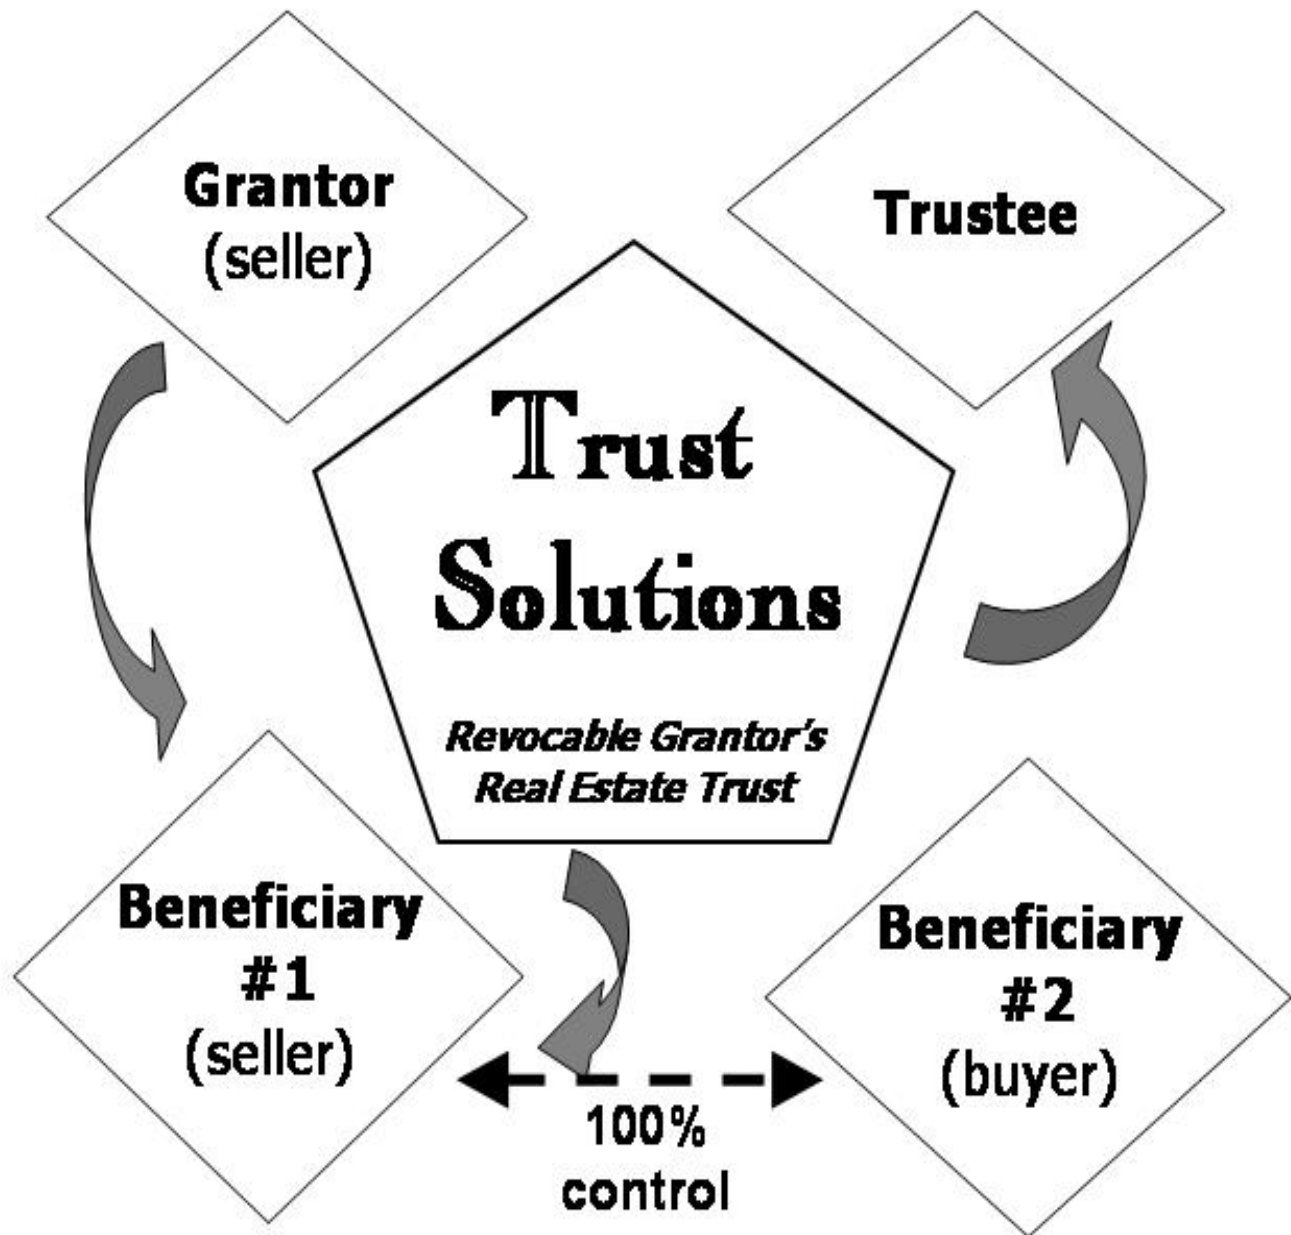 Grantor
(seller)
Trustee
Trust
Solutions
Revocable Grantor's
Real Estate Trust
Beneficiary
#1
(seller)
Beneficiary
#2
(buyer)
100%
control